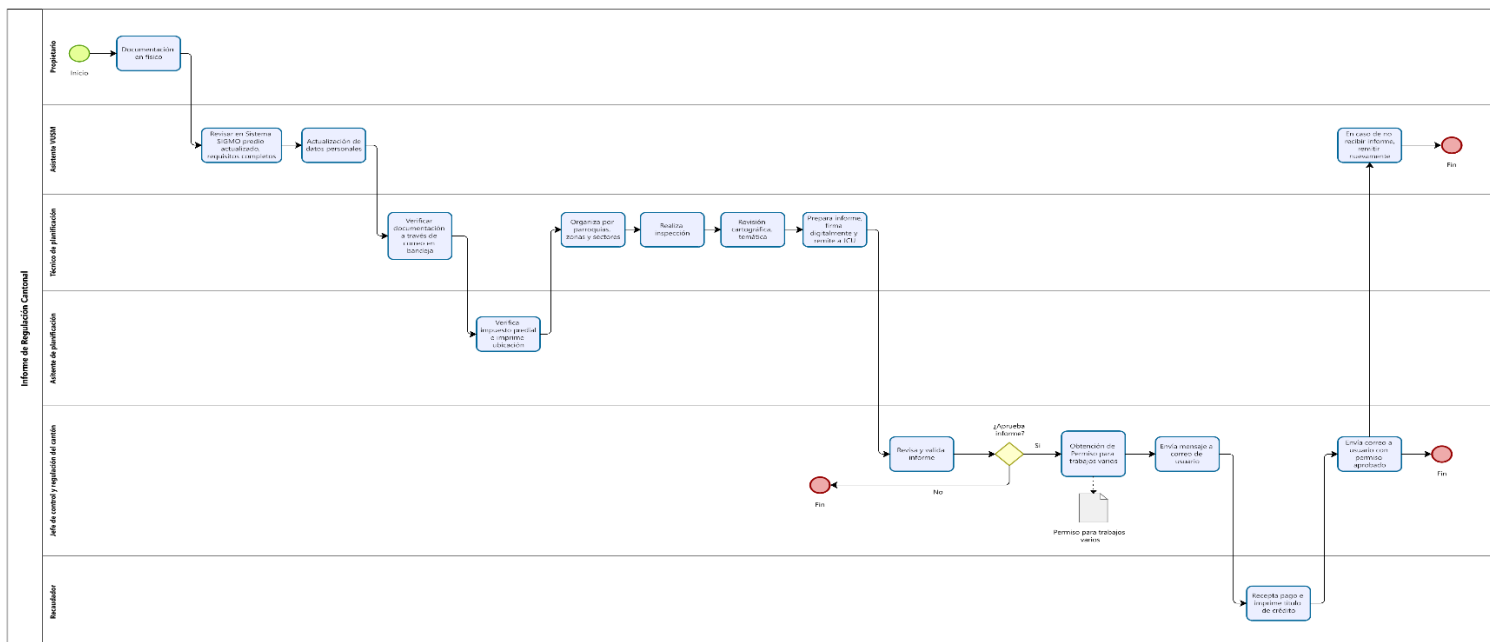 Informe de Regulación Cantonal
Propietario
Inicio
Documentación
en físico
Asistente VUSM
Revisar en Sistema
SIGMO predio
actualizado,
requisitos completos
Actualización de
datos personales
En caso de no
recibir informe,
remitir
nuevamente
Fin
Técnico de planificación
Verificar
documentación
a través de
correo en
bandeja
Organiza por
parroquias,
zonas y sectores
Realiza
inspección
Revisión
cartográfica,
temática
Prepara informe,
firma
digitalmente y
remite a JCU
Asitente de planificación
Verifica
impuesto predial
e imprime
ubicación
Jefe de control y regulación del cantón
Revisa y valida
informe
¿Aprueba
informe?
Si
No
Fin
Obtención de
Permiso para
trabajos varios
Permiso para trabajos
varios
Envía mensaje a
correo de
usuario
Envía correo a
usuario con
permiso
aprobado
Fin
Recaudador
Recepta pago e
imprime título
de crédito